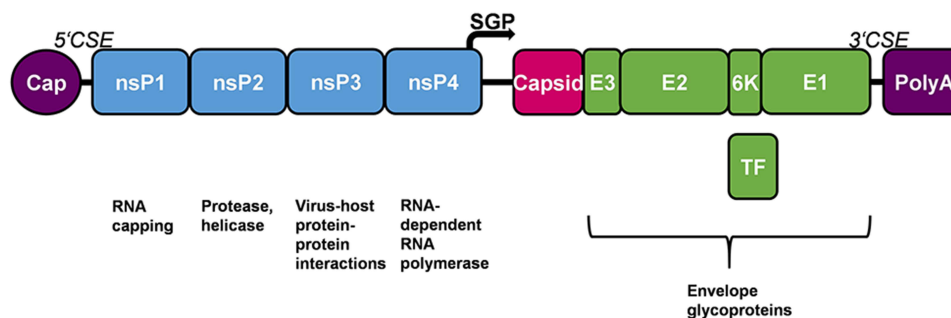 SGP
5'CSE
3'CSE
Cap
nsP1
nsP2
nsP3
nsP4
Capsid
E3
E2
6K
E1
PolyA
TF
RNA
capping
Protease,
helicase
Virus-host
protein-
protein
interactions
RNA-
dependent
RNA
polymerase
Envelope
glycoproteins